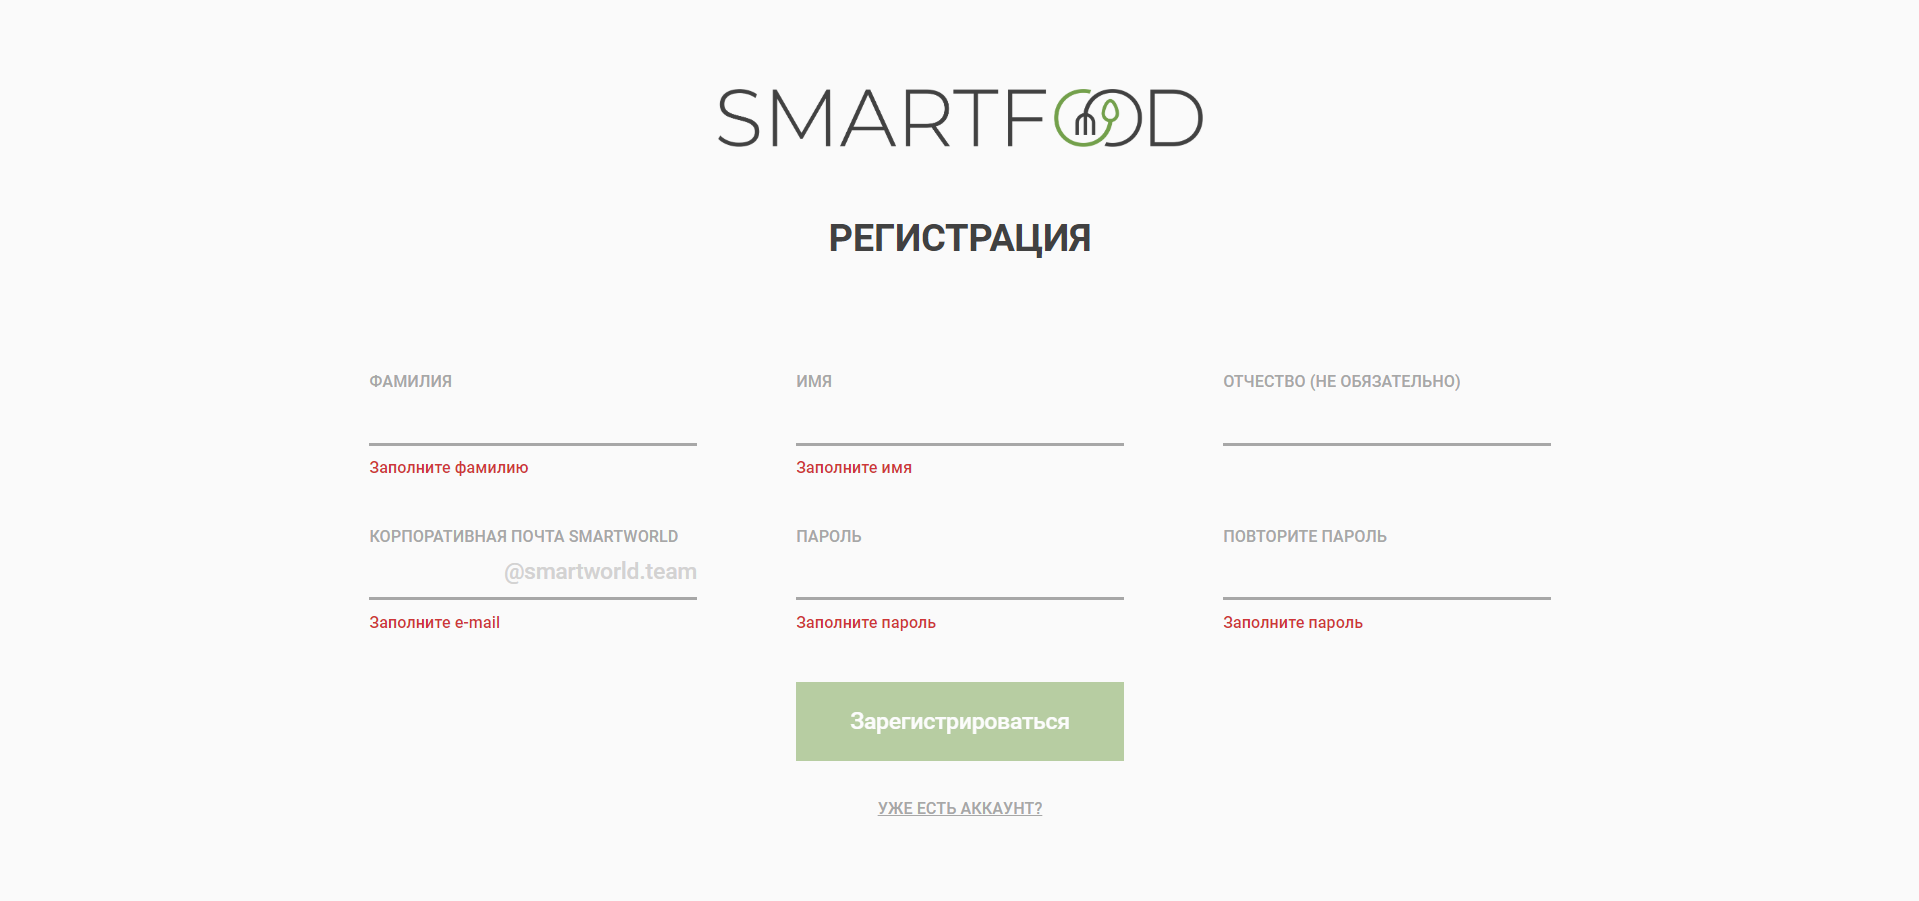 SMARTFOOD
РЕГИСТРАЦИЯ
ФАМИЛИЯ
Заполните фамилию
ИМЯ
Заполните имя
ОТЧЕСТВО (НЕ ОБЯЗАТЕЛЬНО)
КОРПОРАТИВНАЯ ПОЧТА SMARTWORLD
@smartworld.team
Заполните e-mail
ПАРОЛЬ
Заполните пароль
ПОВТОРИТЕ ПАРОЛЬ
Заполните пароль
Зарегистрироваться
УЖЕ ЕСТЬ АККАУНТ?